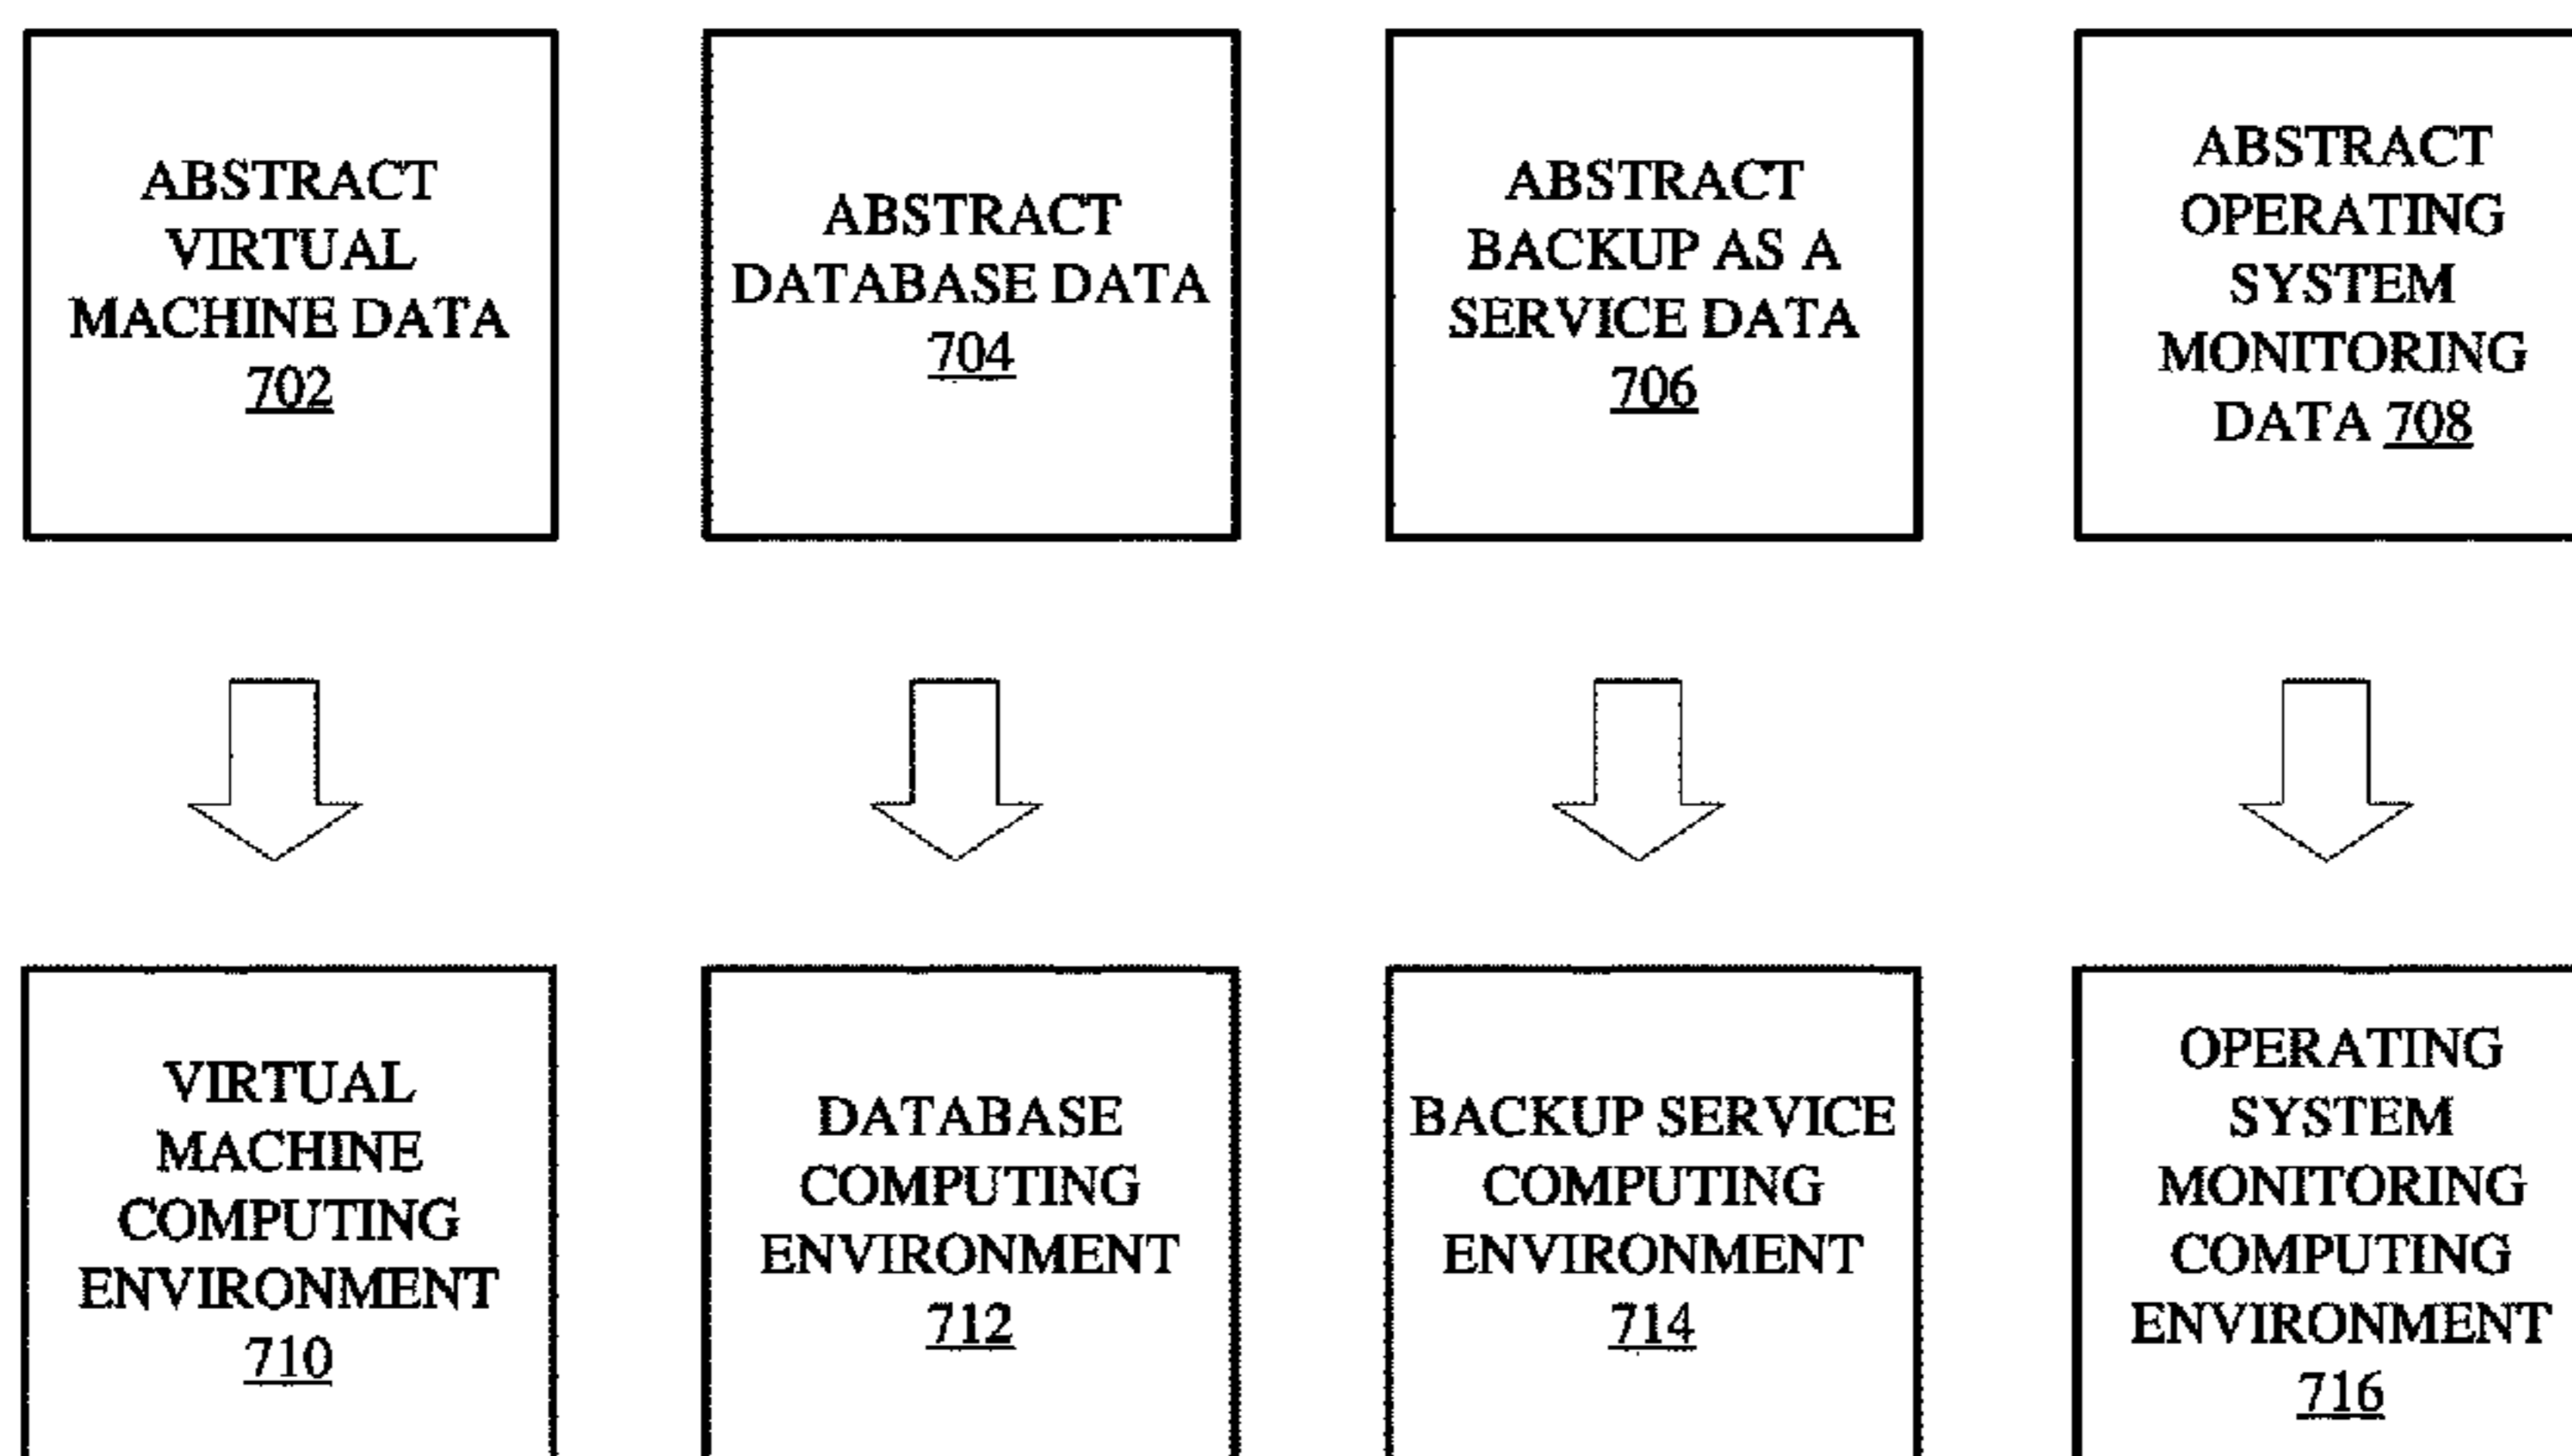 ABSTRACT
VIRTUAL
MACHINE DATA
702
ABSTRACT
DATABASE DATA
704
ABSTRACT
BACKUP AS A
SERVICE DATA
706
ABSTRACT
OPERATING
SYSTEM
MONITORING
DATA 708
VIRTUAL
MACHINE
COMPUTING
ENVIRONMENT
710
DATABASE
COMPUTING
ENVIRONMENT
712
BACKUP SERVICE
COMPUTING
ENVIRONMENT
714
OPERATING
SYSTEM
MONITORING
COMPUTING
ENVIRONMENT
716